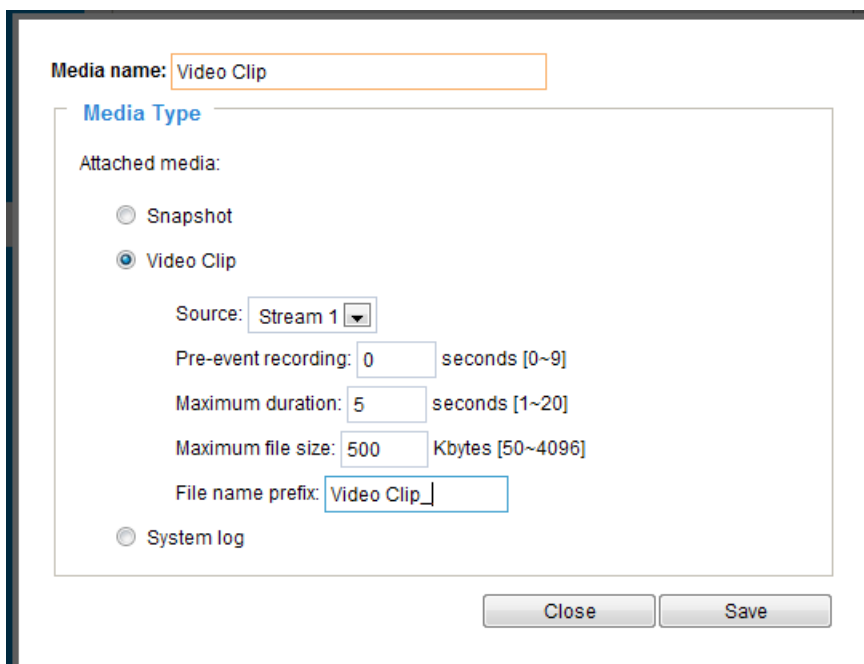 Media name: Video Clip
Media Type
Attached media:
Snapshot
Video Clip
Source: Stream 1
Pre-event recording: 0 seconds [0~9]
Maximum duration: 5 seconds [1~20]
Maximum file size: 500 Kbytes [50~4096]
File name prefix: Video Clip_
System log
Close Save